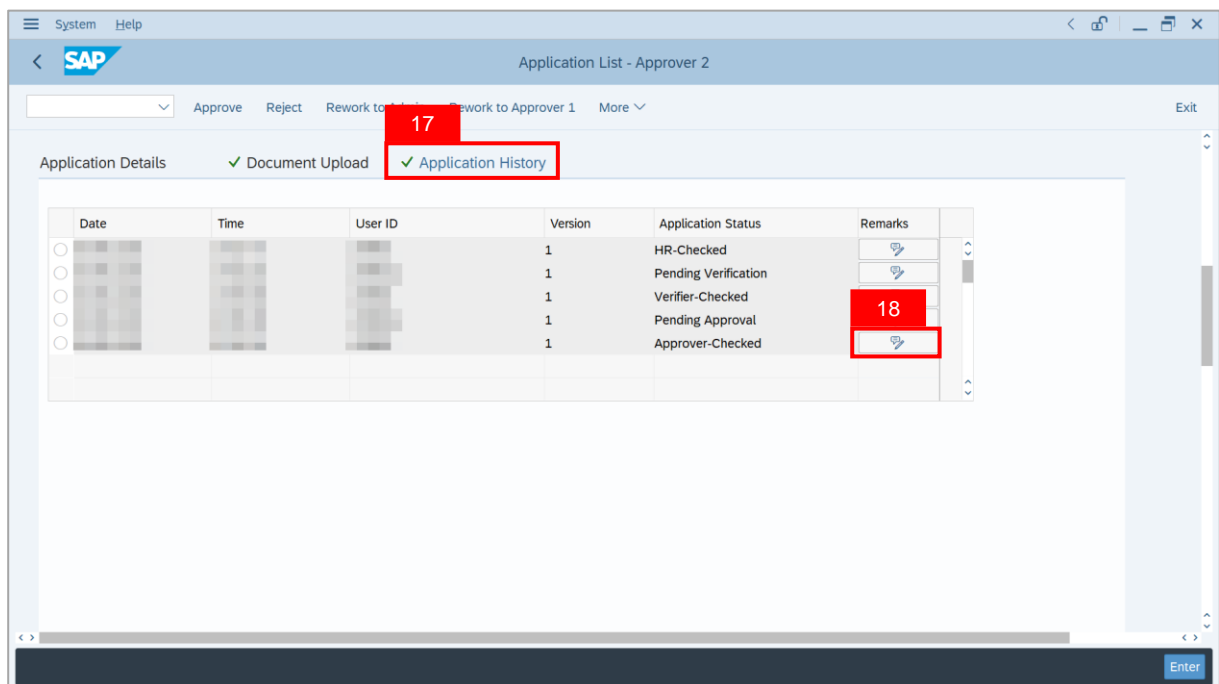 System Help
SAP Application List - Approver 2
Approve Reject Rework to Rework to Approver 1 More Exit
17
Application Details Document Upload Application History
Date Time User ID Version Application Status Remarks
1 HR-Checked
1 Pending Verification
1 Verifier-Checked
18
1 Pending Approval
1 Approver-Checked
Enter